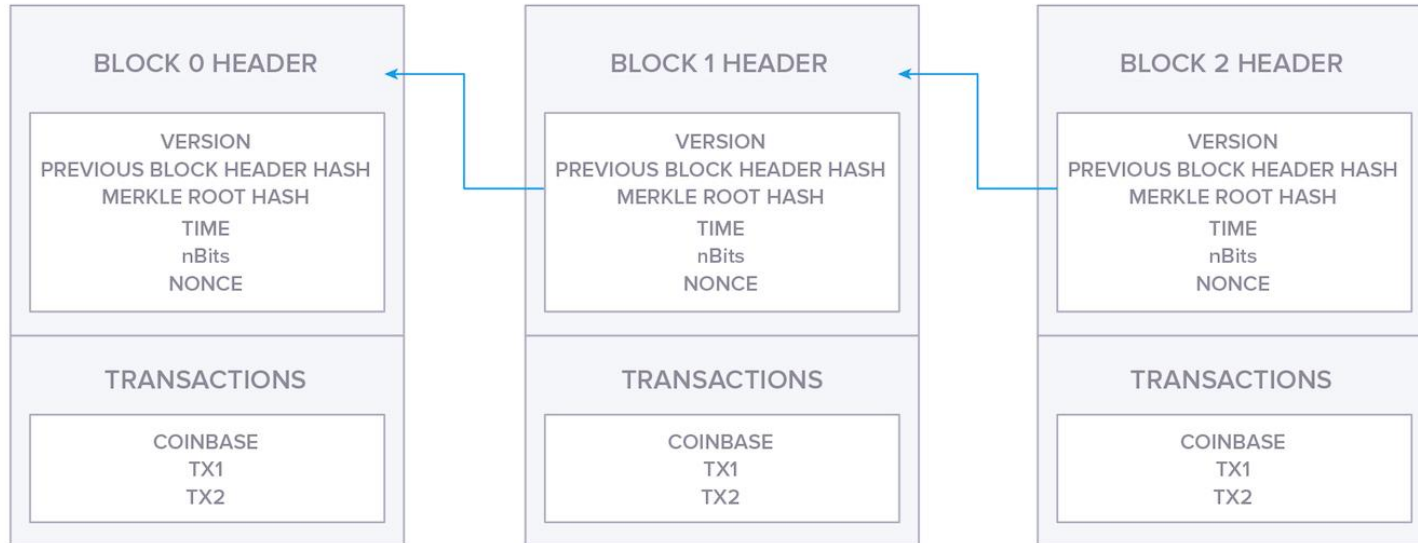 BLOCK 0 HEADER
VERSION
PREVIOUS BLOCK HEADER HASH
MERKLE ROOT HASH
TIME
nBits
NONCE
TRANSACTIONS
COINBASE
TX1
TX2
BLOCK 1 HEADER
VERSION
PREVIOUS BLOCK HEADER HASH
MERKLE ROOT HASH
TIME
nBits
NONCE
TRANSACTIONS
COINBASE
TX1
TX2
BLOCK 2 HEADER
VERSION
PREVIOUS BLOCK HEADER HASH
MERKLE ROOT HASH
TIME
nBits
NONCE
TRANSACTIONS
COINBASE
TX1
TX2